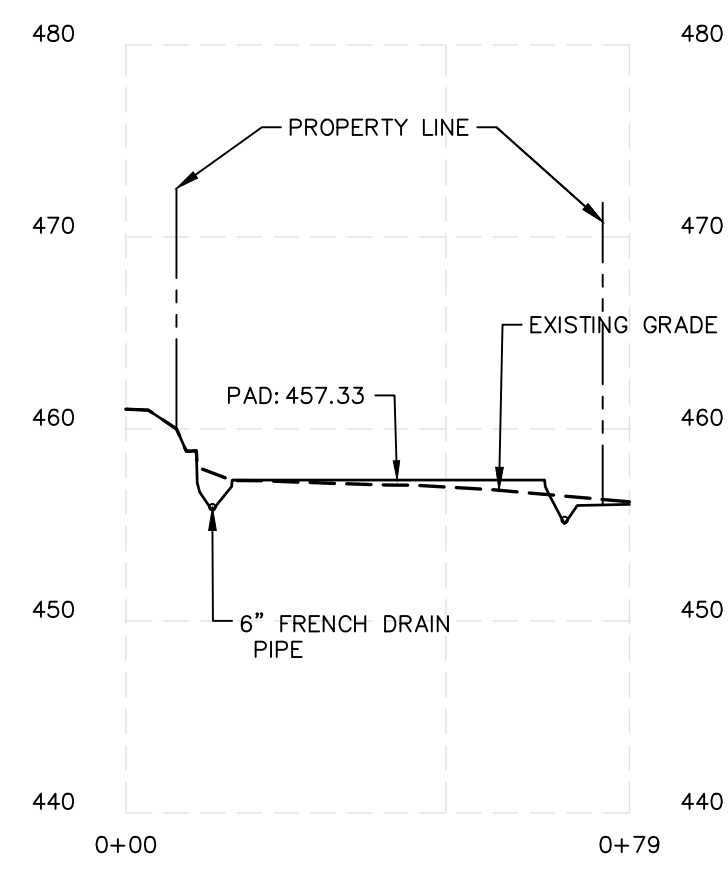 480 480
PROPERTY LINE
470 470
EXISTING GRADE
PAD: 457.33
460 460
450 450
6” FRENCH DRAIN
PIPE
440 440
0+00 0+79